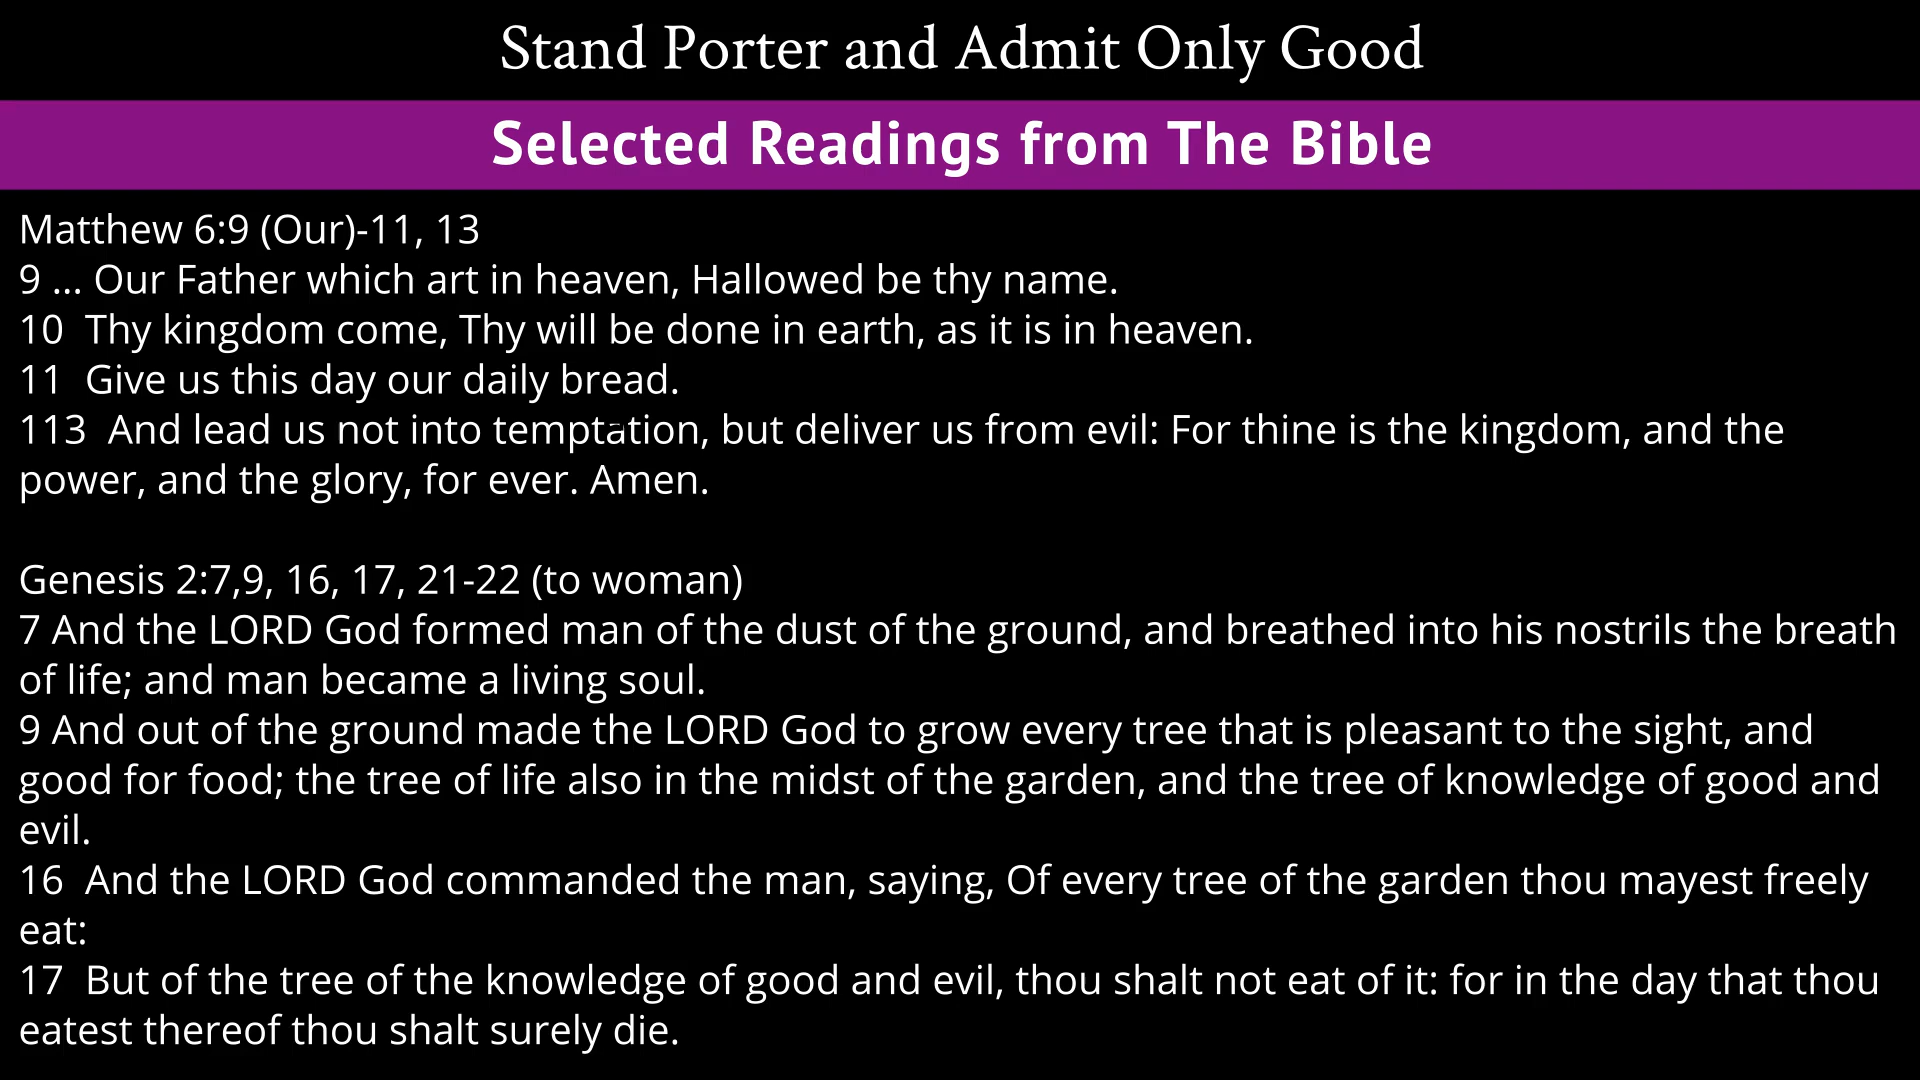 Stand Porter and Admit Only Good
Selected Readings from The Bible
Matthew 6:9 (Our)-11, 13
9 ... Our Father which art in heaven, Hallowed be thy name.
10  Thy kingdom come, Thy will be done in earth, as it is in heaven.
11  Give us this day our daily bread.
113  And lead us not into temptation, but deliver us from evil: For thine is the kingdom, and the
power, and the glory, for ever. Amen.

Genesis 2:7,9, 16, 17, 21-22 (to woman)
7 And the LORD God formed man of the dust of the ground, and breathed into his nostrils the breath
of life; and man became a living soul.
9 And out of the ground made the LORD God to grow every tree that is pleasant to the sight, and
good for food; the tree of life also in the midst of the garden, and the tree of knowledge of good and
evil.
16  And the LORD God commanded the man, saying, Of every tree of the garden thou mayest freely
eat:
17  But of the tree of the knowledge of good and evil, thou shalt not eat of it: for in the day that thou
eatest thereof thou shalt surely die.